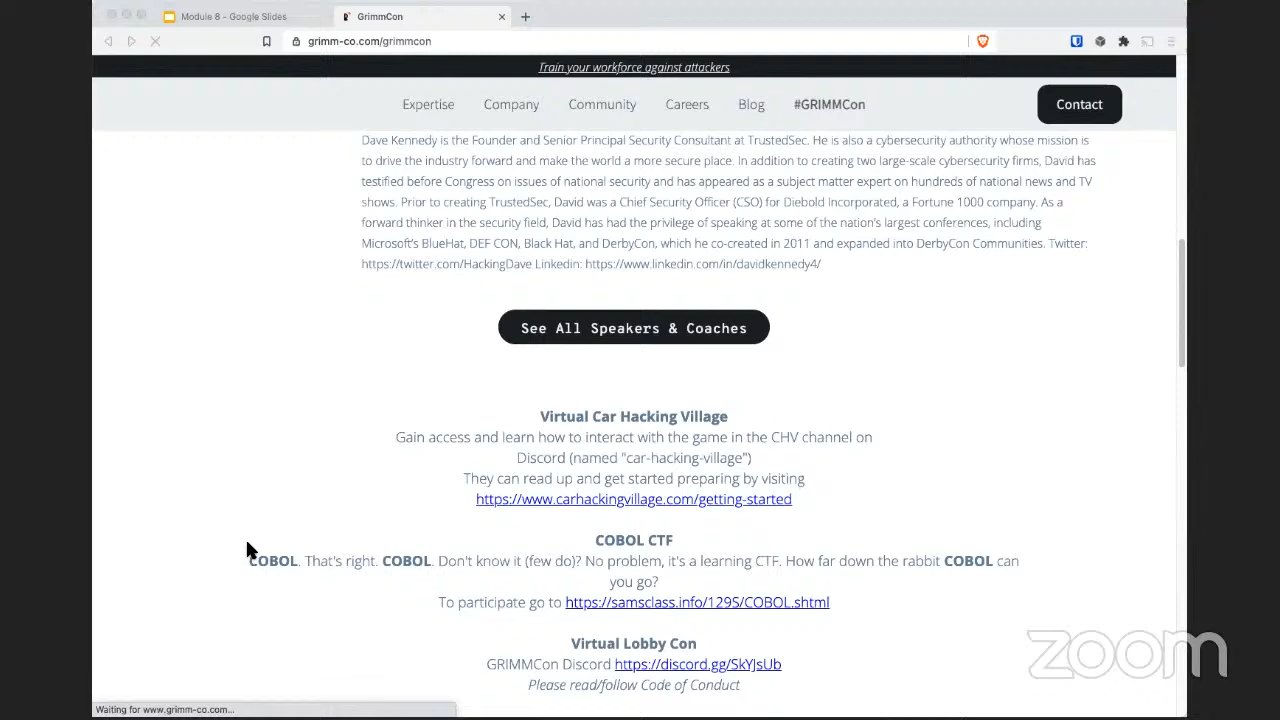 Module 8 - Google Slides
GrimmCon
grimm-co.com/grimmcon
Train your workforce against attackers
Expertise
Company
Community
Careers
Blog
#GRIMMCon
Contact
Dave Kennedy is the Founder and Senior Principal Security Consultant at TrustedSec. He is also a cybersecurity authority whose mission is
to drive the industry forward and make the world a more secure place. In addition to creating two large-scale cybersecurity firms, David has
testified before Congress on issues of national security and has appeared as a subject matter expert on hundreds of national news and TV
shows. Prior to creating TrustedSec, David was a Chief Security Officer (CSO) for Diebold Incorporated, a Fortune 1000 company. As a
forward thinker in the security field, David has had the privilege of speaking at some of the nation's largest conferences, including
Microsoft's BlueHat, DEF CON, Black Hat, and DerbyCon, which he co-created in 2011 and expanded into DerbyCon Communities. Twitter:
https://twitter.com/HackingDave Linkedin: https://www.linkedin.com/in/davidkennedy4/
See All Speakers & Coaches
Virtual Car Hacking Village
Gain access and learn how to interact with the game in the CHV channel on
Discord (named "car-hacking-village")
They can read up and get started preparing by visiting
https://www.carhackingvillage.com/getting-started
COBOL CTF
COBOL. That's right. COBOL. Don't know it (few do)? No problem, it's a learning CTF. How far down the rabbit COBOL can
you go?
To participate go to https://samsclass.info/129S/COBOL.shtml
Virtual Lobby Con
GRIMMCon Discord https://discord.gg/SkYJsUb
Please read/follow Code of Conduct
Waiting for www.grimm-co.com...
zoom